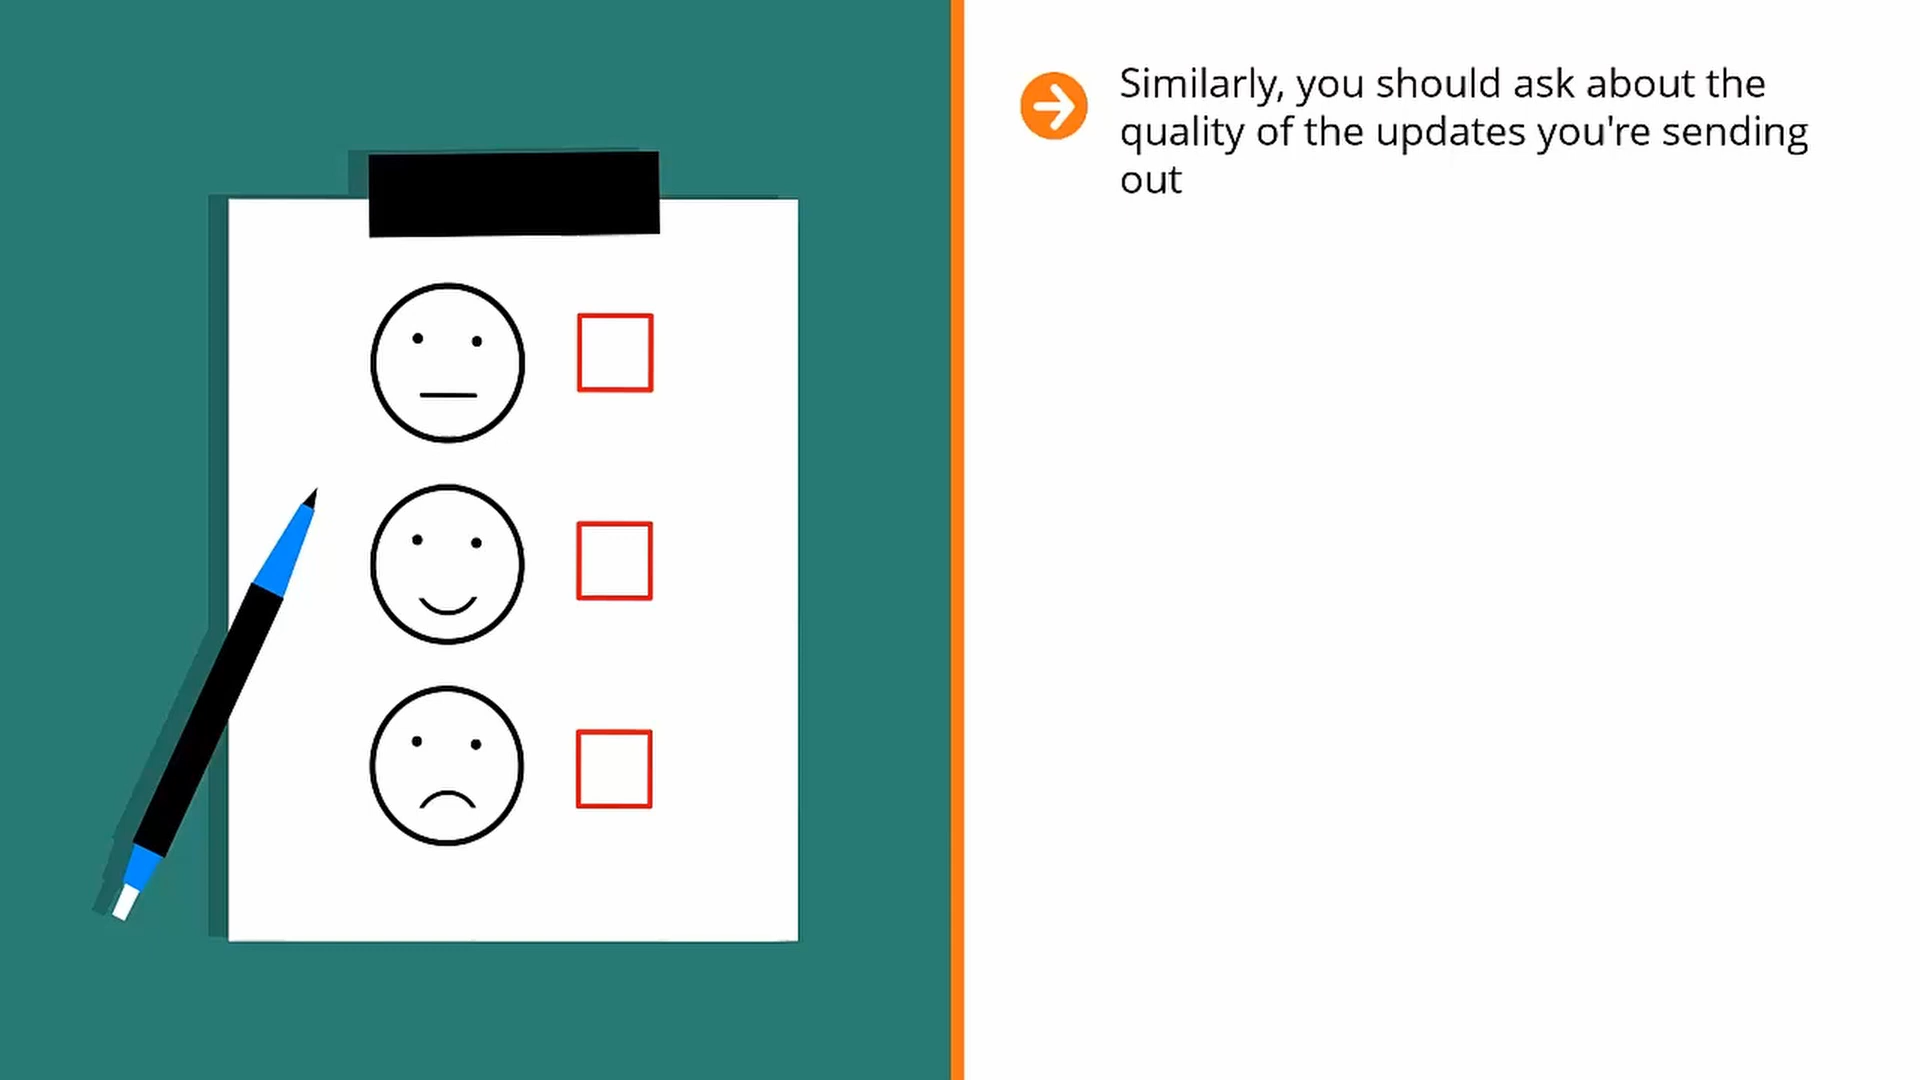 Similarly, you should ask about the
quality of the updates you're sending
out